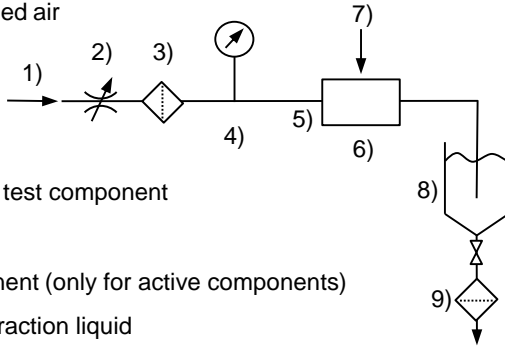 ed air
7)
2) 3)
1)
5)
4)
6)
8)
test component
nent (only for active components)
9)
raction liquid